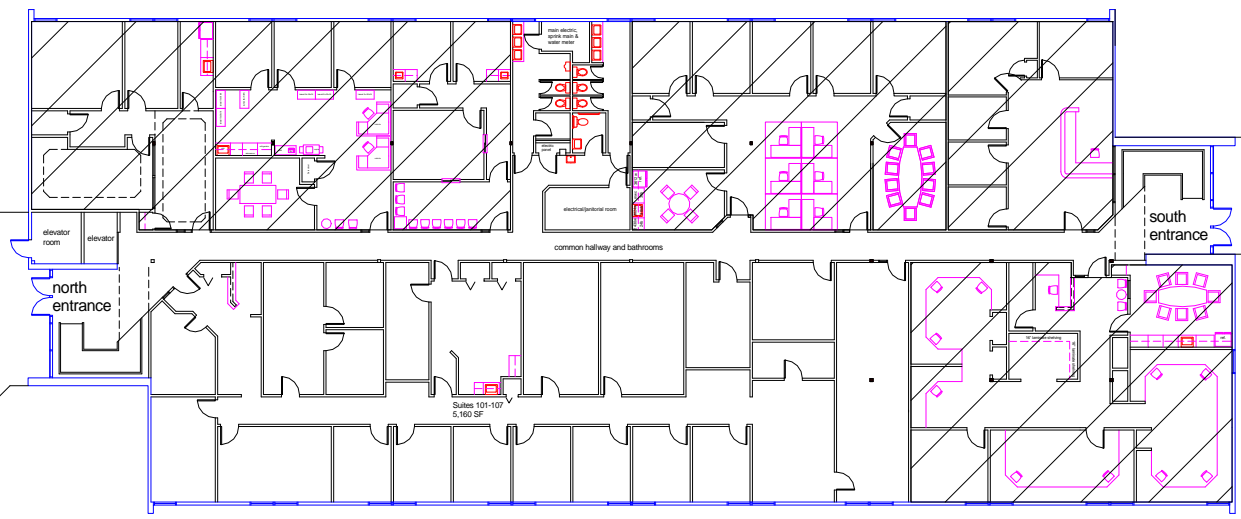 main electric,
sprink main &
water meter
electric
panel
electrical/janitorial room
elevator
room
elevator
south
entrance
common hallway and bathrooms
north
entrance
Suites 101-107
5,160 SF